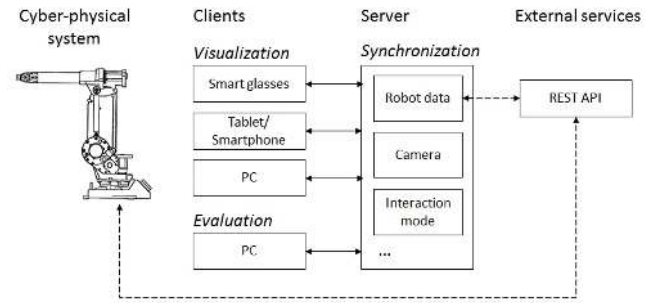 Cyber-physical
system
Clients
Server
External services
Visualization
Synchronization
Smart glasses
Robot data
REST API
Tablet/
Smartphone
Camera
PC
Interaction
mode
Evaluation
PC
...